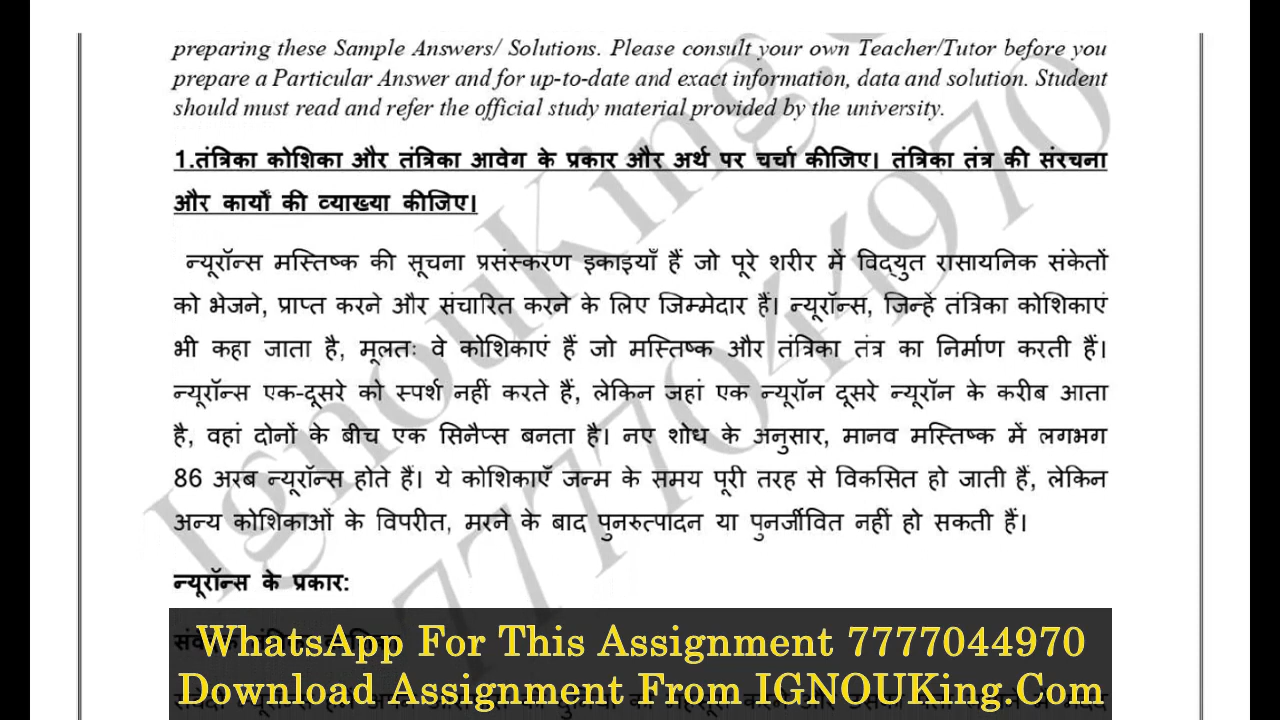 preparing these Sample Answers/ Solutions. Please consult your own Teacher/Tutor before you
prepare a Particular Answer and for up-to-date and exact information, data and solution. Student
should must read and refer the official study material provided by the university.
1.तंत्रिका कोशिका और तंत्रिका आवेग के प्रकार और अर्थ पर चर्चा कीजिए। तंत्रिका तंत्र की संरचना
और कार्यों की व्याख्या कीजिए।
न्यूरॉन्स मस्तिष्क की सूचना प्रसंस्करण इकाइयाँ हैं जो पूरे शरीर में विद्युत रासायनिक संकेतों
को भेजने, प्राप्त करने और संचारित करने के लिए जिम्मेदार हैं। न्यूरॉन्स, जिन्हें तंत्रिका कोशिकाएं
भी कहा जाता है, मूलतः वे कोशिकाएं हैं जो मस्तिष्क और तंत्रिका तंत्र का निर्माण करती हैं।
न्यूरॉन्स एक-दूसरे को स्पर्श नहीं करते हैं, लेकिन जहां एक न्यूरॉन दूसरे न्यूरॉन के करीब आता
है, वहां दोनों के बीच एक सिनैप्स बनता है। नए शोध के अनुसार, मानव मस्तिष्क में लगभग
86 अरब न्यूरॉन्स होते हैं। ये कोशिकाएँ जन्म के समय पूरी तरह से विकसित हो जाती हैं, लेकिन
अन्य कोशिकाओं के विपरीत, मरने के बाद पुनरुत्पादन या पुनर्जीवित नहीं हो सकती हैं।
न्यूरॉन्स के प्रकार:
WhatsApp For This Assignment 7777044970
Download Assignment From IGNOUKing.Com